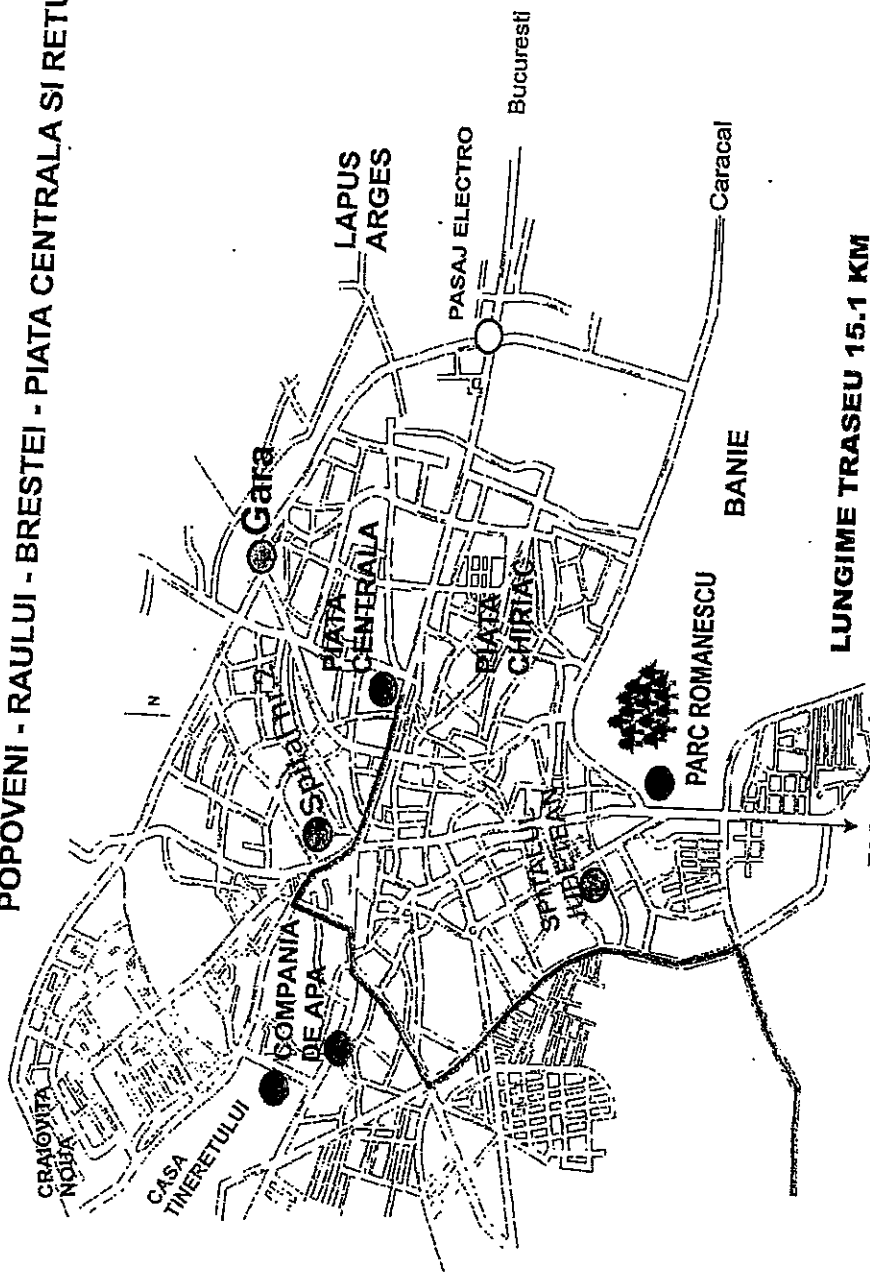 POPOVENI - RAULUI - BRESTEI - PIATA CENTRALA SI RETU
N
CRAIOVITA
NOUA
CASA
TINERETULUI
COMPANIA
DE APA
Spital nr.2
Gara
LAPUS
ARGES
PIATA
CENTRALA
PASAJ ELECTRO
Bucuresti
PIATA
CHIRIAC
Caracal
SPITALUL
JUDETEAN
PARC ROMANESCU
BANIE
LUNGIME TRASEU 15.1 KM